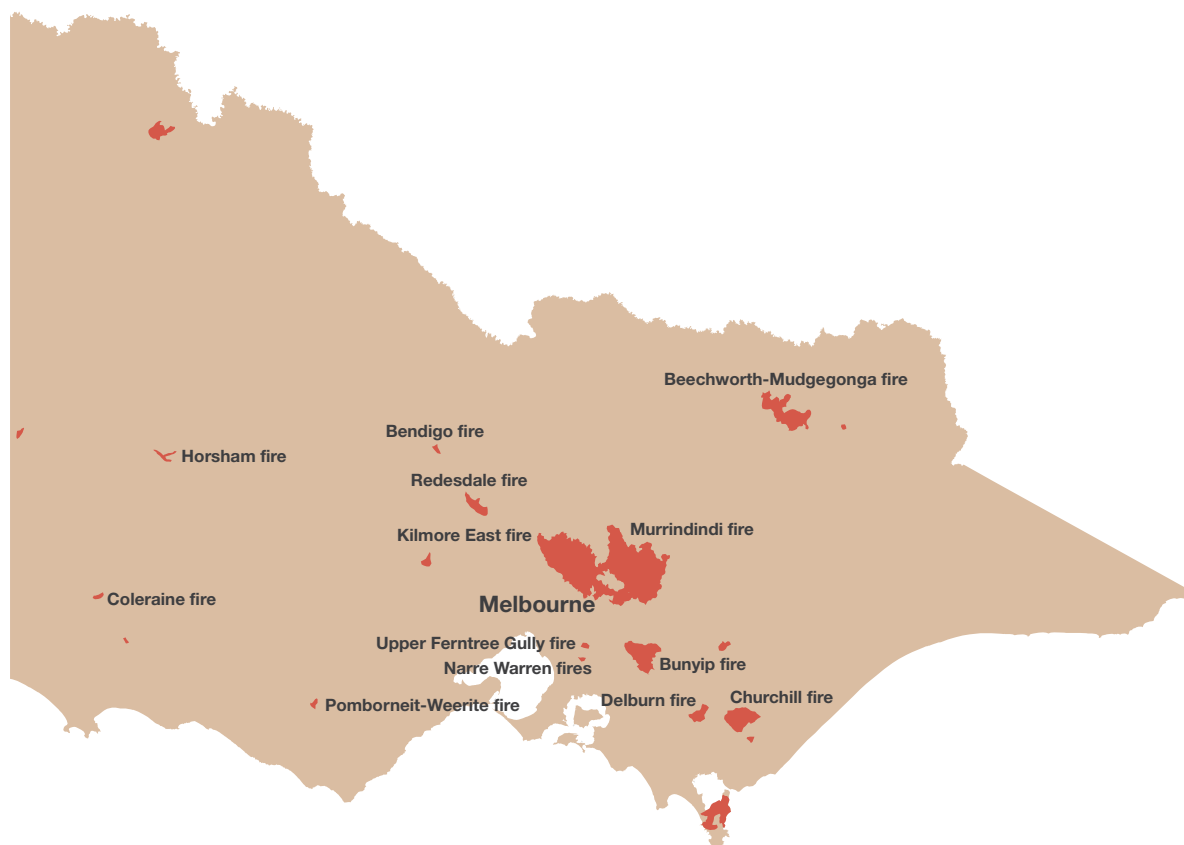 Beechworth-Mudgegonga fire
Bendigo fire
Horsham fire
Redesdale fire
Murrindindi fire
Kilmore East fire
Coleraine fire
Melbourne
Upper Ferntree Gully fire
Bunyip fire
Narre Warren fires
Churchill fire
Delburn fire
Pomborneit-Weerite fire